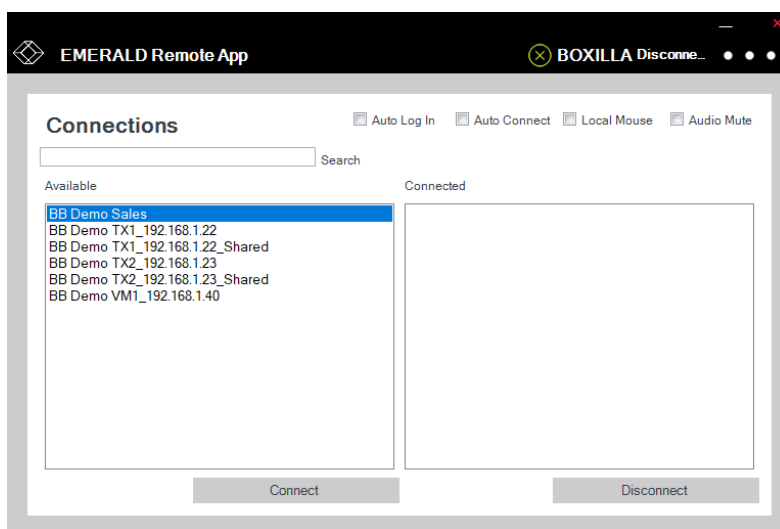 EMERALD Remote App
BOXILLA Disconne...
Connections
Auto Log In
Auto Connect
Local Mouse
Audio Mute
Search
Available
Connected
BB Demo Sales
BB Demo TX1_192.168.1.22
BB Demo TX1_192.168.1.22_Shared
BB Demo TX2_192.168.1.23
BB Demo TX2_192.168.1.23_Shared
BB Demo VM1_192.168.1.40
Connect
Disconnect